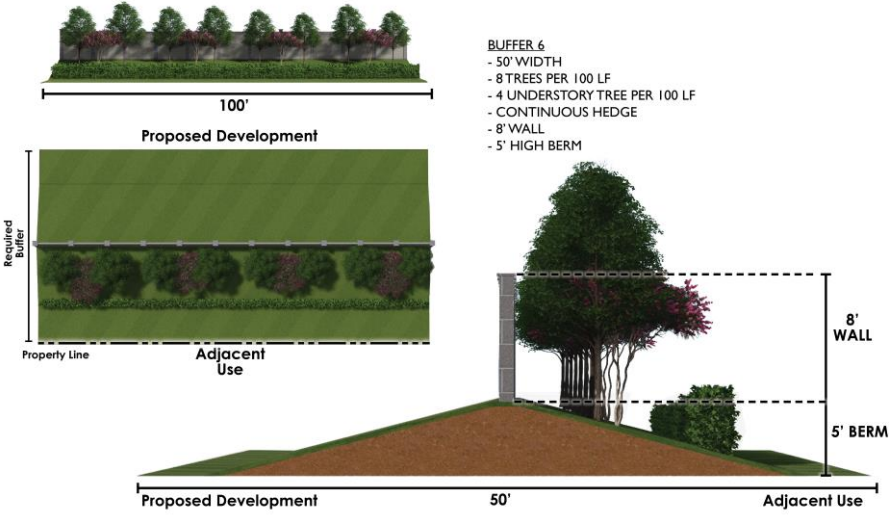 100'
Proposed Development
Required
Buffer
Property Line
Adjacent
Use
BUFFER 6
- 50' WIDTH
- 8 TREES PER 100 LF
- 4 UNDERSTORY TREE PER 100 LF
- CONTINUOUS HEDGE
- 8' WALL
- 5' HIGH BERM
8'
WALL
5' BERM
Proposed Development
50'
Adjacent Use